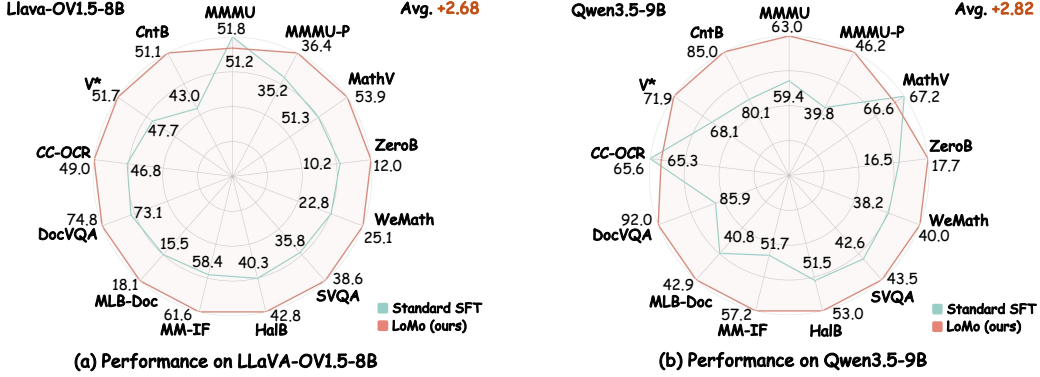 Llava-OV1.5-8B
Avg. +2.68
MMMU
51.8
51.2
MMMU-P
36.4
35.2
MathV
53.9
51.3
ZeroB
12.0
10.2
WeMath
25.1
22.8
SVQA
38.6
35.8
HalB
42.8
40.3
MM-IF
61.6
58.4
MLB-Doc
18.1
15.5
DocVQA
74.8
73.1
CC-OCR
49.0
46.8
V*
51.7
47.7
CntB
51.1
43.0
Standard SFT
LoMo (ours)
(a) Performance on LLaVA-OV1.5-8B
Qwen3.5-9B
Avg. +2.82
MMMU
63.0
59.4
MMMU-P
46.2
39.8
MathV
67.2
66.6
ZeroB
17.7
16.5
WeMath
40.0
38.2
SVQA
43.5
42.6
HalB
53.0
51.5
MM-IF
57.2
51.7
MLB-Doc
42.9
40.8
DocVQA
92.0
85.9
CC-OCR
65.6
65.3
V*
71.9
68.1
CntB
85.0
80.1
Standard SFT
LoMo (ours)
(b) Performance on Qwen3.5-9B